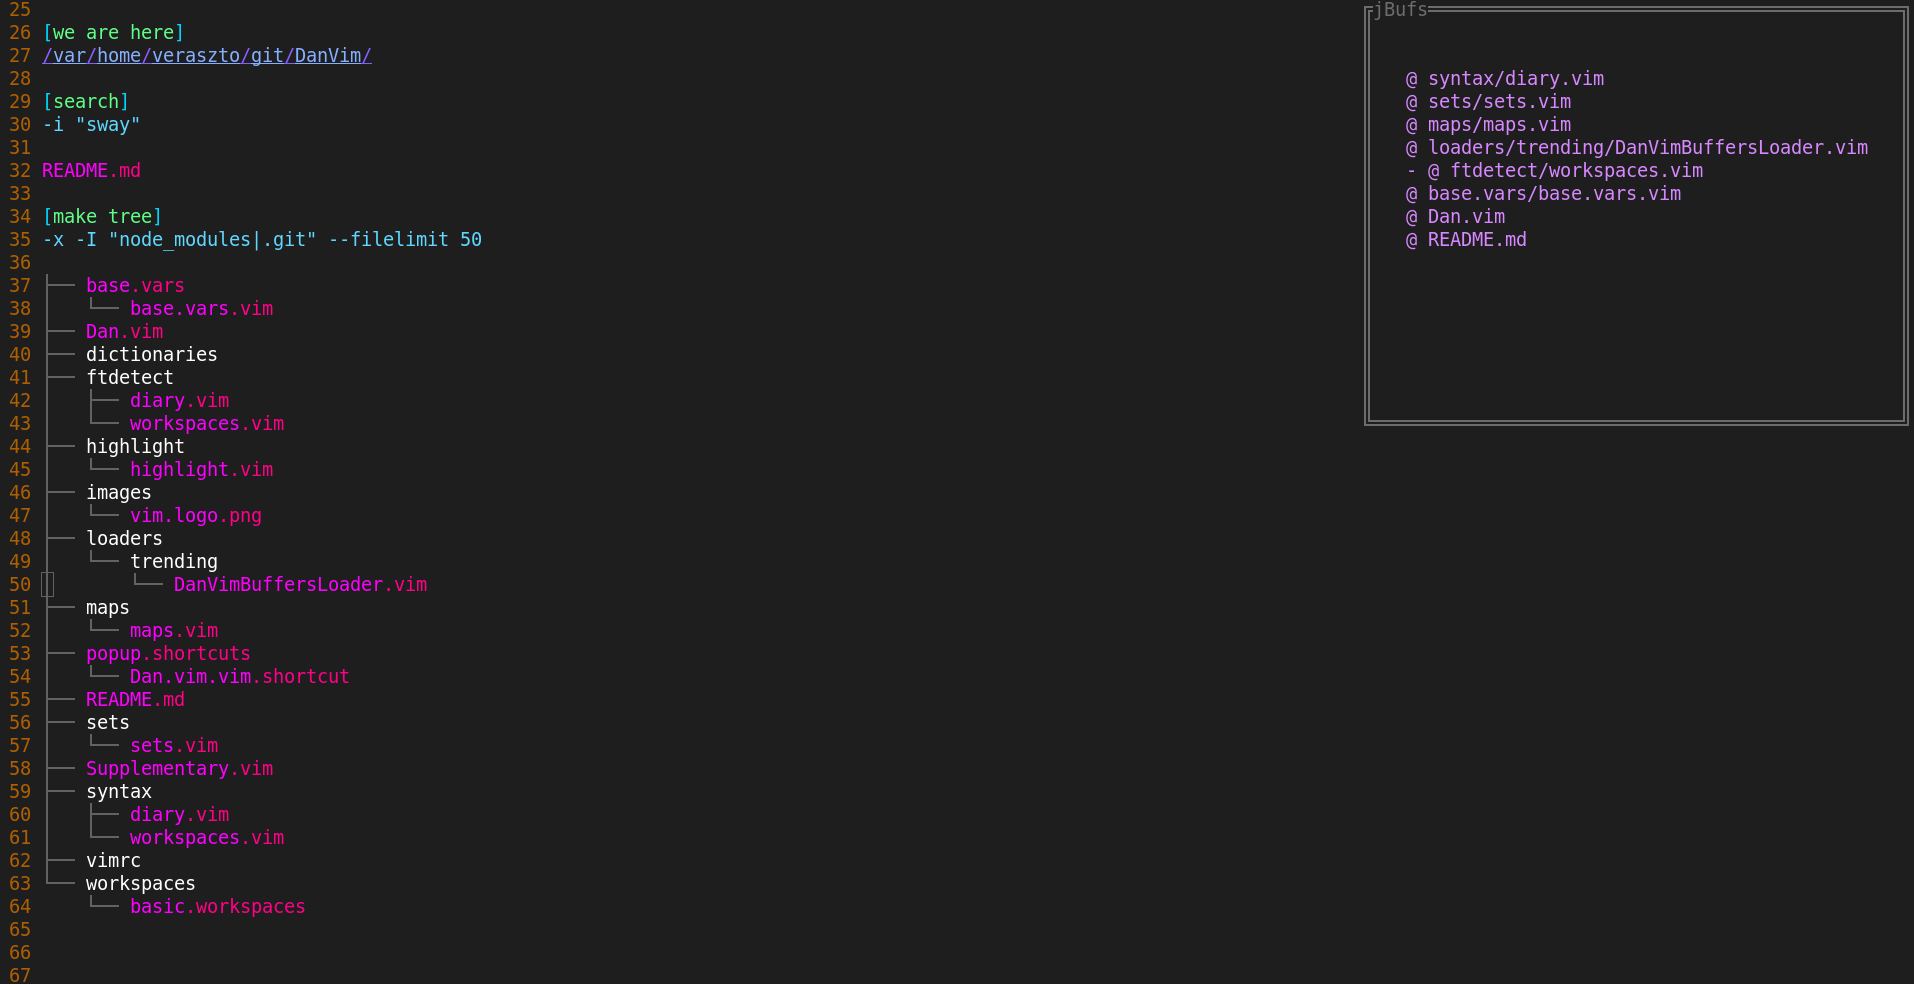 25
26 [we are here]
27 /var/home/veraszto/git/DanVim/
28
29 [search]
30 -i "sway"
31
32 README.md
33
34 [make tree]
35 -x -I "node_modules|.git" --filelimit 50
36
37 ├── base.vars
38 │   └── base.vars.vim
39 ├── Dan.vim
40 ├── dictionaries
41 ├── ftdetect
42 │   ├── diary.vim
43 │   └── workspaces.vim
44 ├── highlight
45 │   └── highlight.vim
46 ├── images
47 │   └── vim.logo.png
48 ├── loaders
49 │   └── trending
50 │       └── DanVimBuffersLoader.vim
51 ├── maps
52 │   └── maps.vim
53 ├── popup.shortcuts
54 │   └── Dan.vim.vim.shortcut
55 ├── README.md
56 ├── sets
57 │   └── sets.vim
58 ├── Supplementary.vim
59 ├── syntax
60 │   ├── diary.vim
61 │   └── workspaces.vim
62 ├── vimrc
63 └── workspaces
64     └── basic.workspaces
65
66
67
jBufs
@ syntax/diary.vim
@ sets/sets.vim
@ maps/maps.vim
@ loaders/trending/DanVimBuffersLoader.vim
- @ ftdetect/workspaces.vim
@ base.vars/base.vars.vim
@ Dan.vim
@ README.md